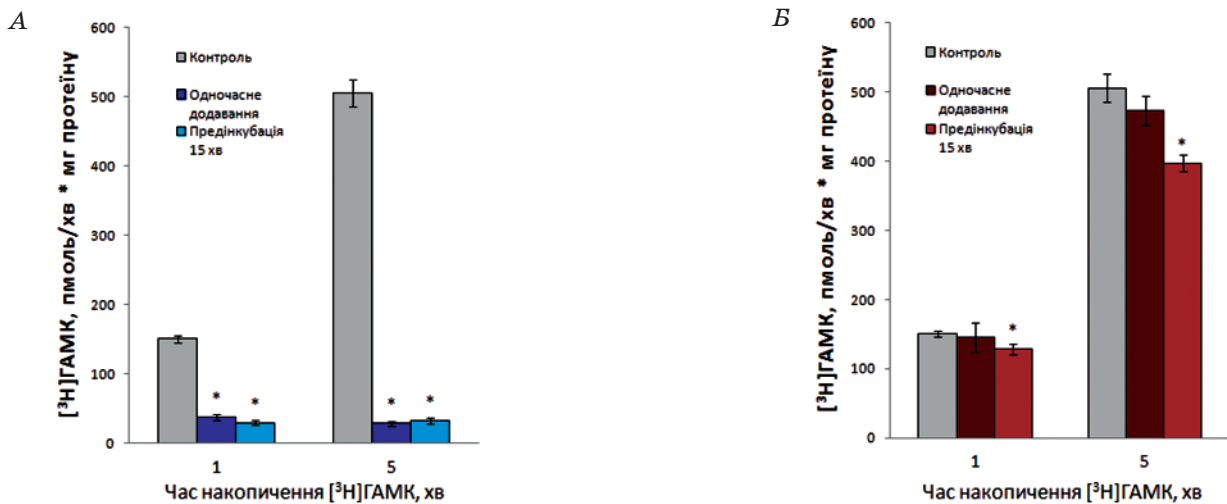 А
[³H]ГАМК, пмоль/хв * мг протеїну
600
500
400
300
200
100
0
Контроль
Одночасне
додавання
Предінкубація
15 хв
*
*
*
*
1
5
Час накопичення [³H]ГАМК, хв
Б
[³H]ГАМК, пмоль/хв * мг протеїну
600
500
400
300
200
100
0
Контроль
Одночасне
додавання
Предінкубація
15 хв
*
*
1
5
Час накопичення [³H]ГАМК, хв